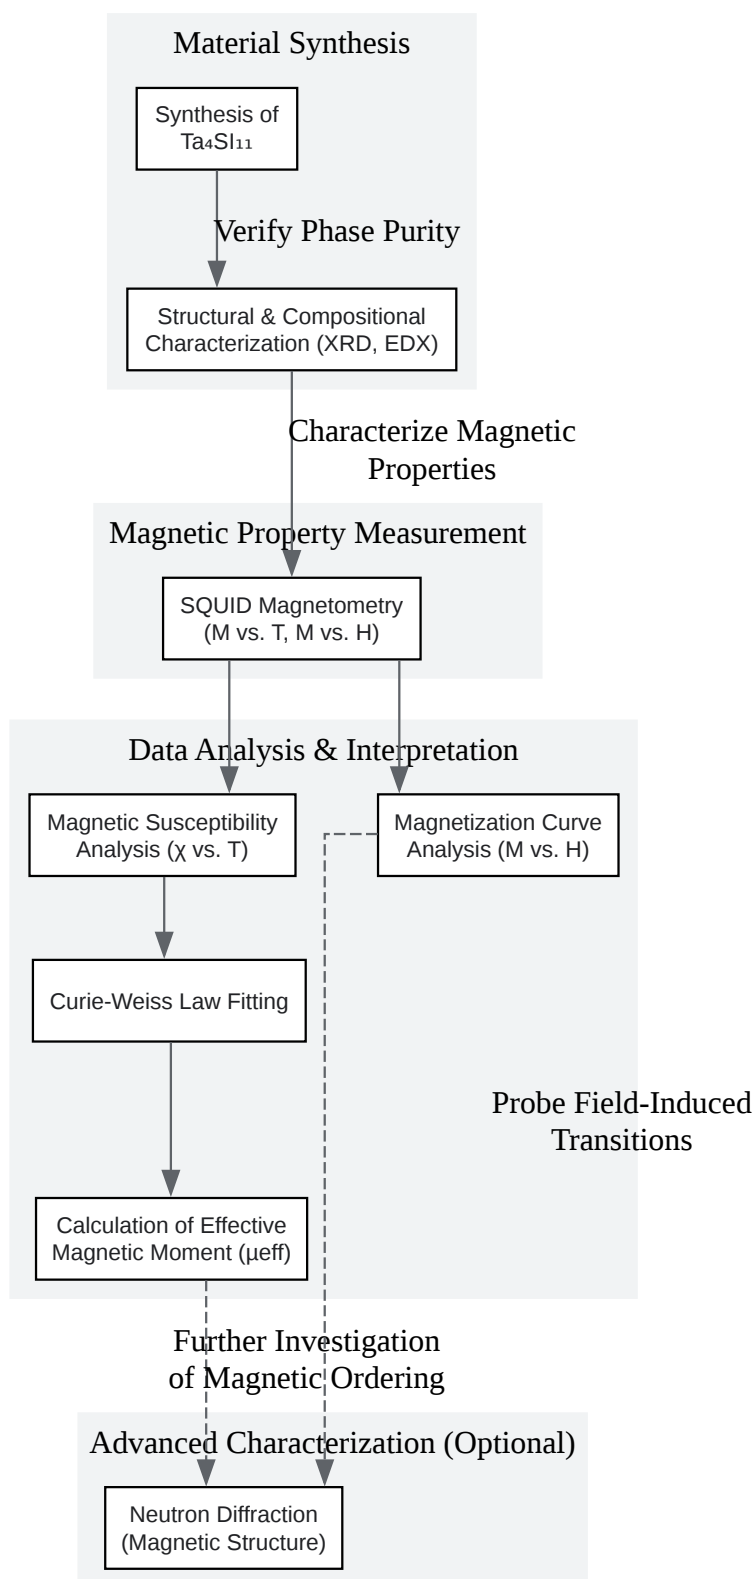 Material Synthesis
Synthesis of
Ta₄SI₁₁
Verify Phase Purity
Structural & Compositional
Characterization (XRD, EDX)
Characterize Magnetic
Properties
Magnetic Property Measurement
SQUID Magnetometry
(M vs. T, M vs. H)
Data Analysis & Interpretation
Magnetic Susceptibility
Analysis (χ vs. T)
Magnetization Curve
Analysis (M vs. H)
Curie-Weiss Law Fitting
Probe Field-Induced
Transitions
Calculation of Effective
Magnetic Moment (µeff)
Further Investigation
of Magnetic Ordering
Advanced Characterization (Optional)
Neutron Diffraction
(Magnetic Structure)